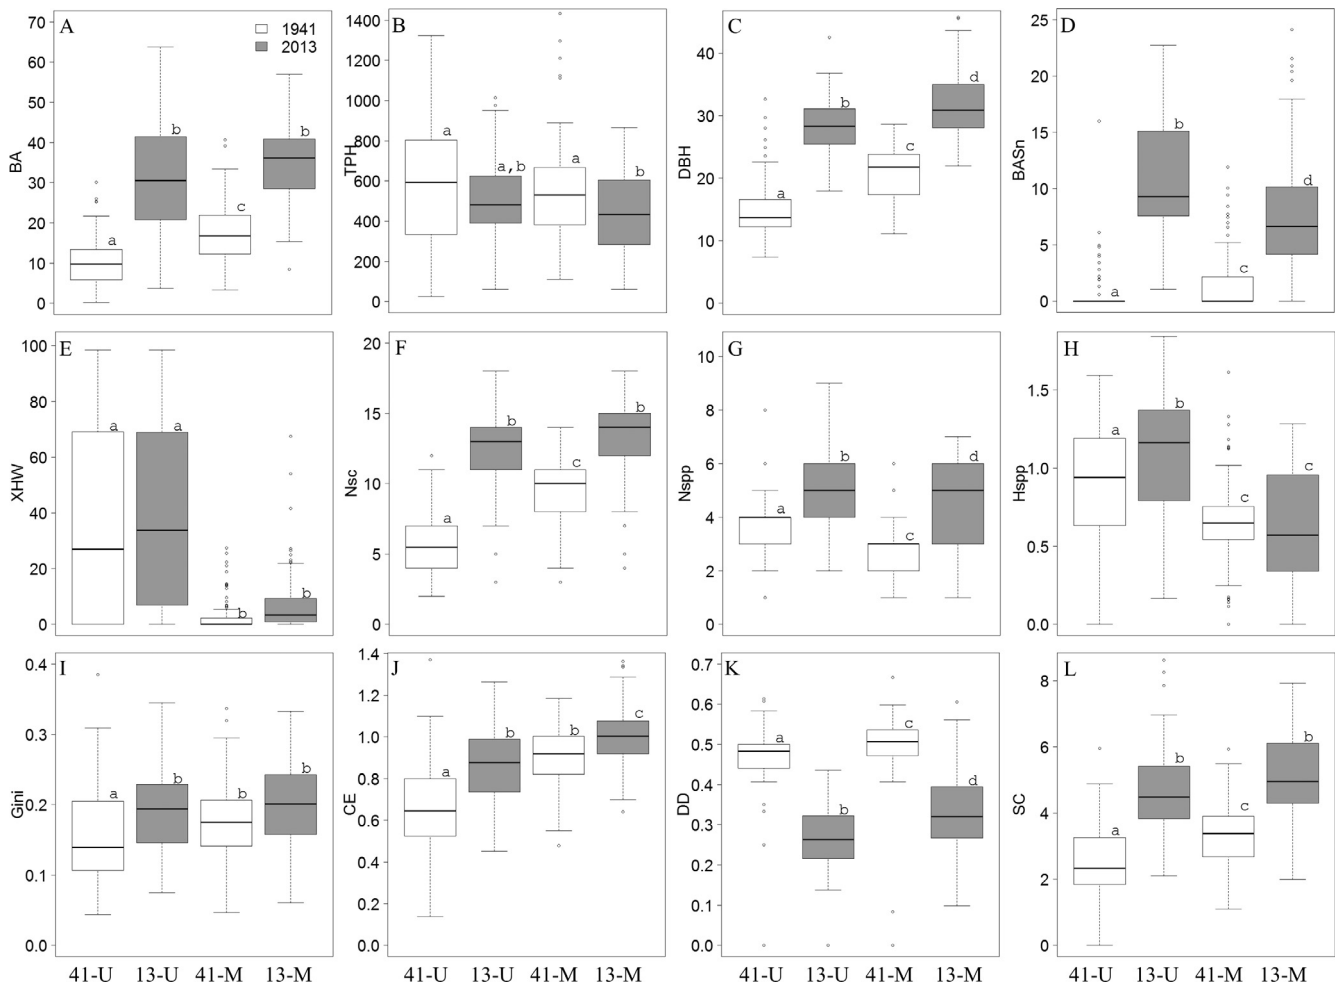 A
1941
2013
70
60
50
40
30
20
10
0
BA
a
b
c
b
B
1400
1200
1000
800
600
400
200
0
TPH
a
a,b
a
b
C
40
30
20
10
0
DBH
a
b
c
d
D
25
20
15
10
5
0
BASn
a
b
c
d
E
100
80
60
40
20
0
XHW
a
a
b
b
F
20
15
10
5
0
Nsc
a
b
c
b
G
10
8
6
4
2
0
Nspp
a
b
c
d
H
1.5
1.0
0.5
0.0
Hspp
a
b
c
c
I
0.4
0.3
0.2
0.1
0.0
Gini
a
b
b
b
41-U 13-U 41-M 13-M
J
1.4
1.2
1.0
0.8
0.6
0.4
0.2
0.0
CE
a
b
b
c
41-U 13-U 41-M 13-M
K
0.7
0.6
0.5
0.4
0.3
0.2
0.1
0.0
DD
a
b
c
d
41-U 13-U 41-M 13-M
L
8
6
4
2
0
SC
a
b
c
b
41-U 13-U 41-M 13-M